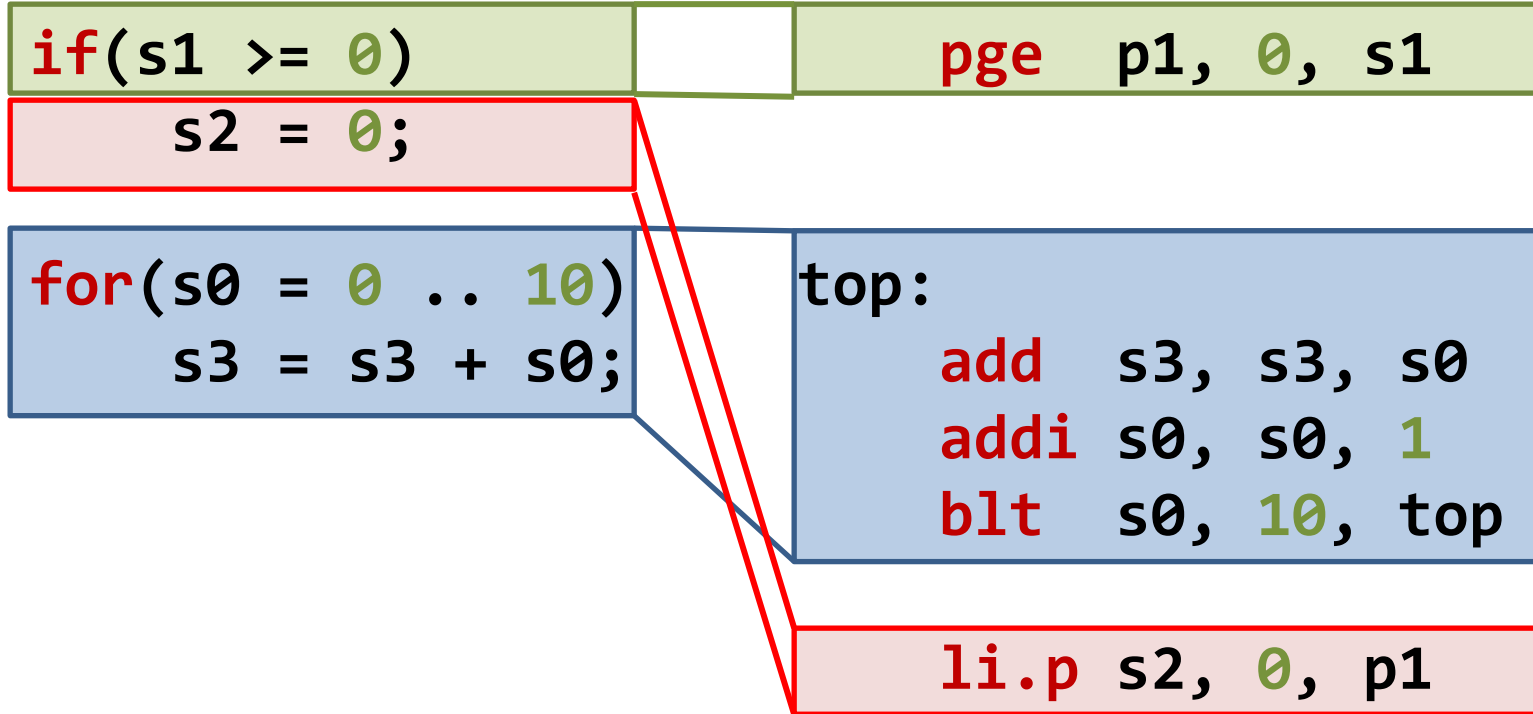 if(s1 >= 0)
    s2 = 0;
for(s0 = 0 .. 10)
    s3 = s3 + s0;
pge  p1, 0, s1
top:
    add  s3, s3, s0
    addi s0, s0, 1
    blt  s0, 10, top
    li.p s2, 0, p1